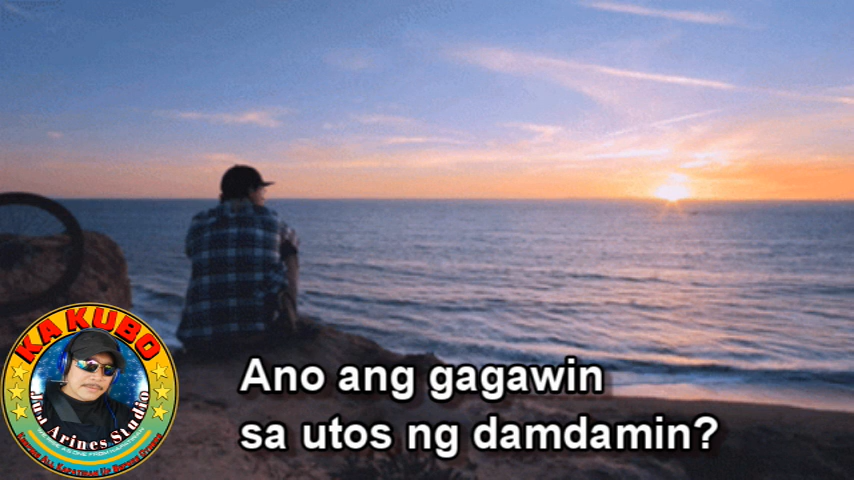 Ano ang gagawin
sa utos ng damdamin?
KAKUBO
Jun Arines Studio